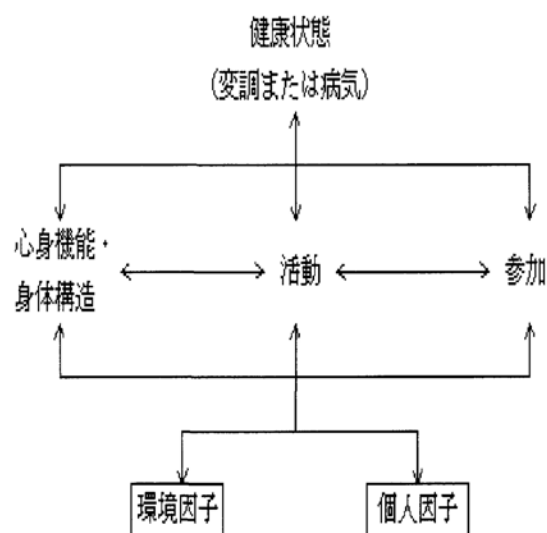 健康状態
(変調または病気)
心身機能・
身体構造
活動
参加
環境因子
個人因子